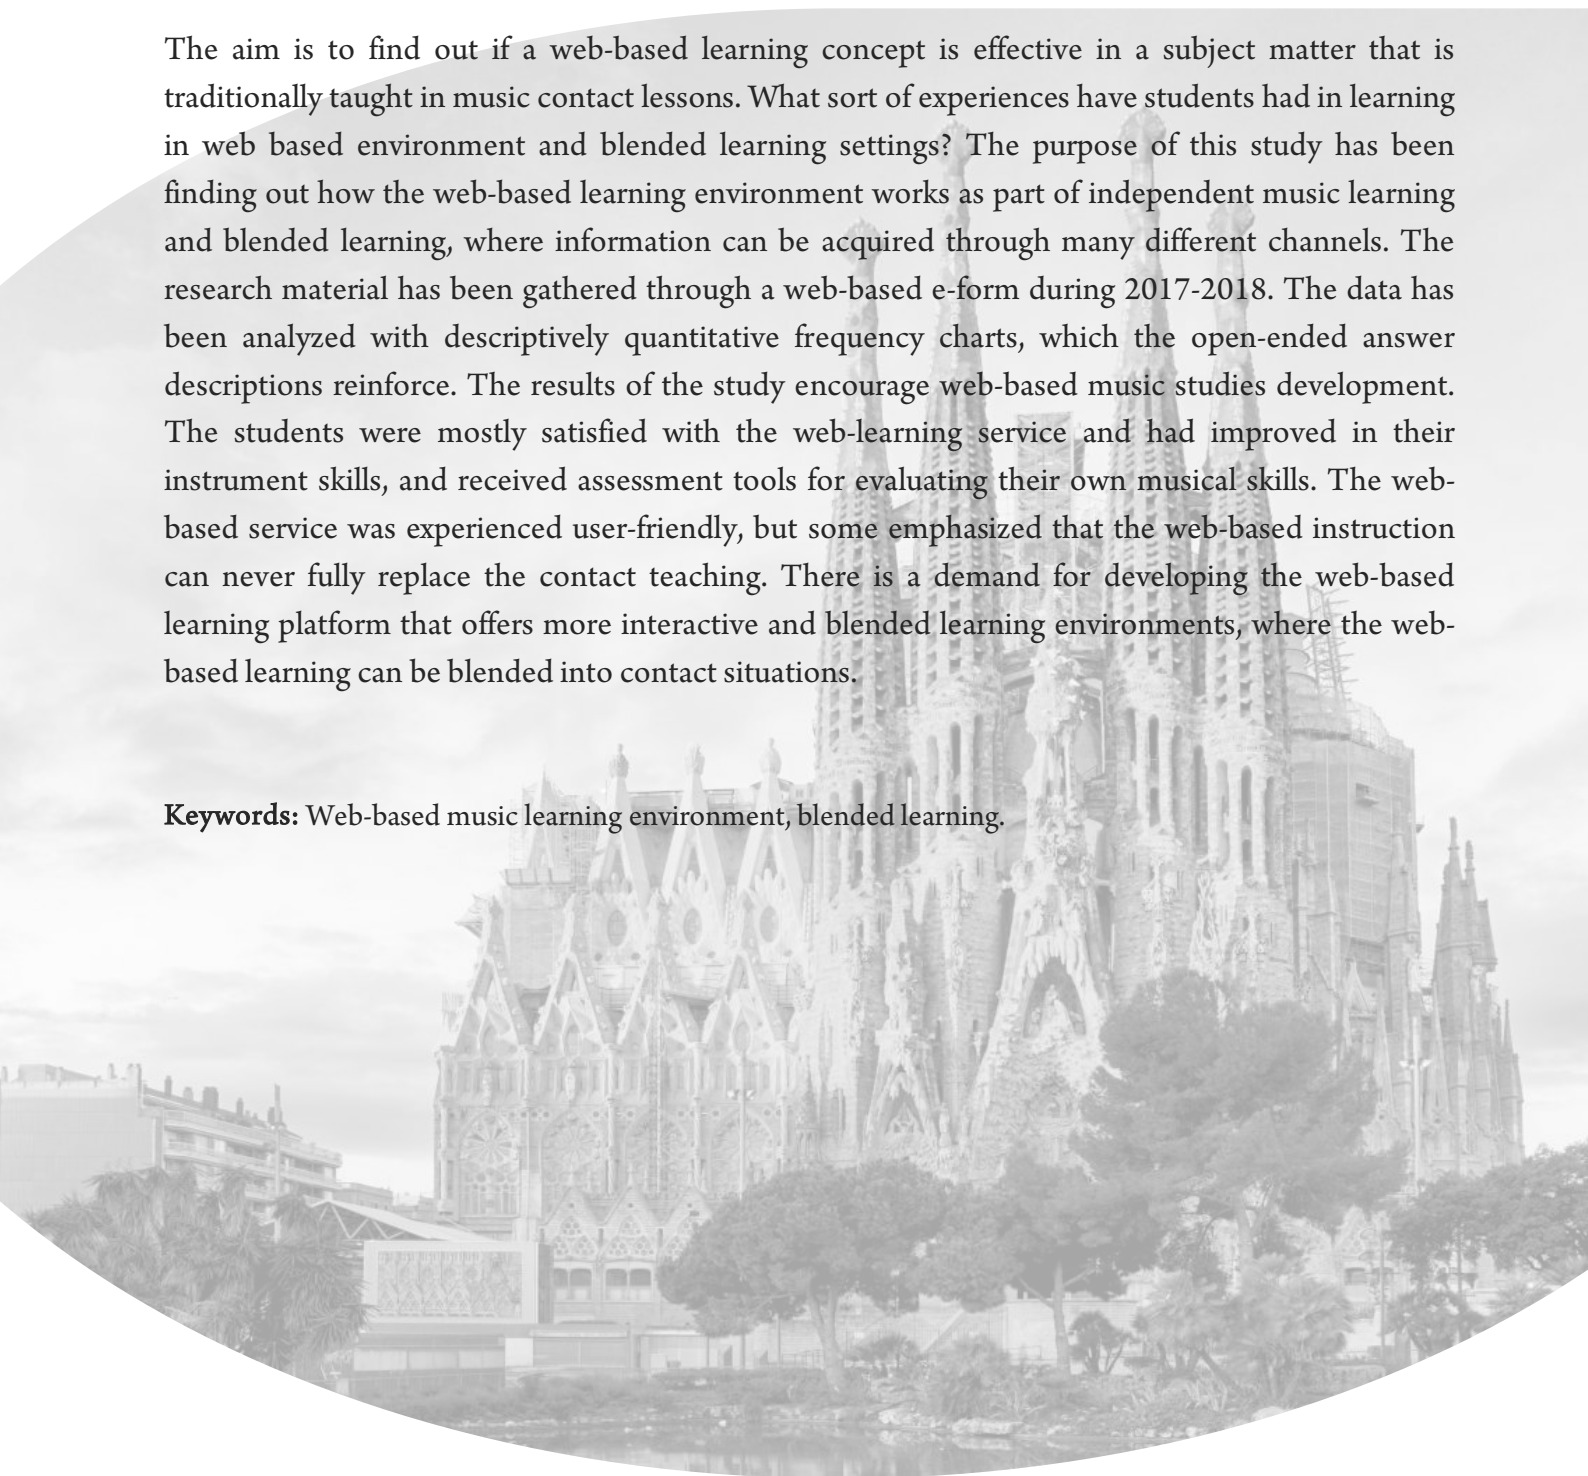 The aim is to find out if a web-based learning concept is effective in a subject matter that is
traditionally taught in music contact lessons. What sort of experiences have students had in learning
in web based environment and blended learning settings? The purpose of this study has been
finding out how the web-based learning environment works as part of independent music learning
and blended learning, where information can be acquired through many different channels. The
research material has been gathered through a web-based e-form during 2017-2018. The data has
been analyzed with descriptively quantitative frequency charts, which the open-ended answer
descriptions reinforce. The results of the study encourage web-based music studies development.
The students were mostly satisfied with the web-learning service and had improved in their
instrument skills, and received assessment tools for evaluating their own musical skills. The web-
based service was experienced user-friendly, but some emphasized that the web-based instruction
can never fully replace the contact teaching. There is a demand for developing the web-based
learning platform that offers more interactive and blended learning environments, where the web-
based learning can be blended into contact situations.
Keywords: Web-based music learning environment, blended learning.